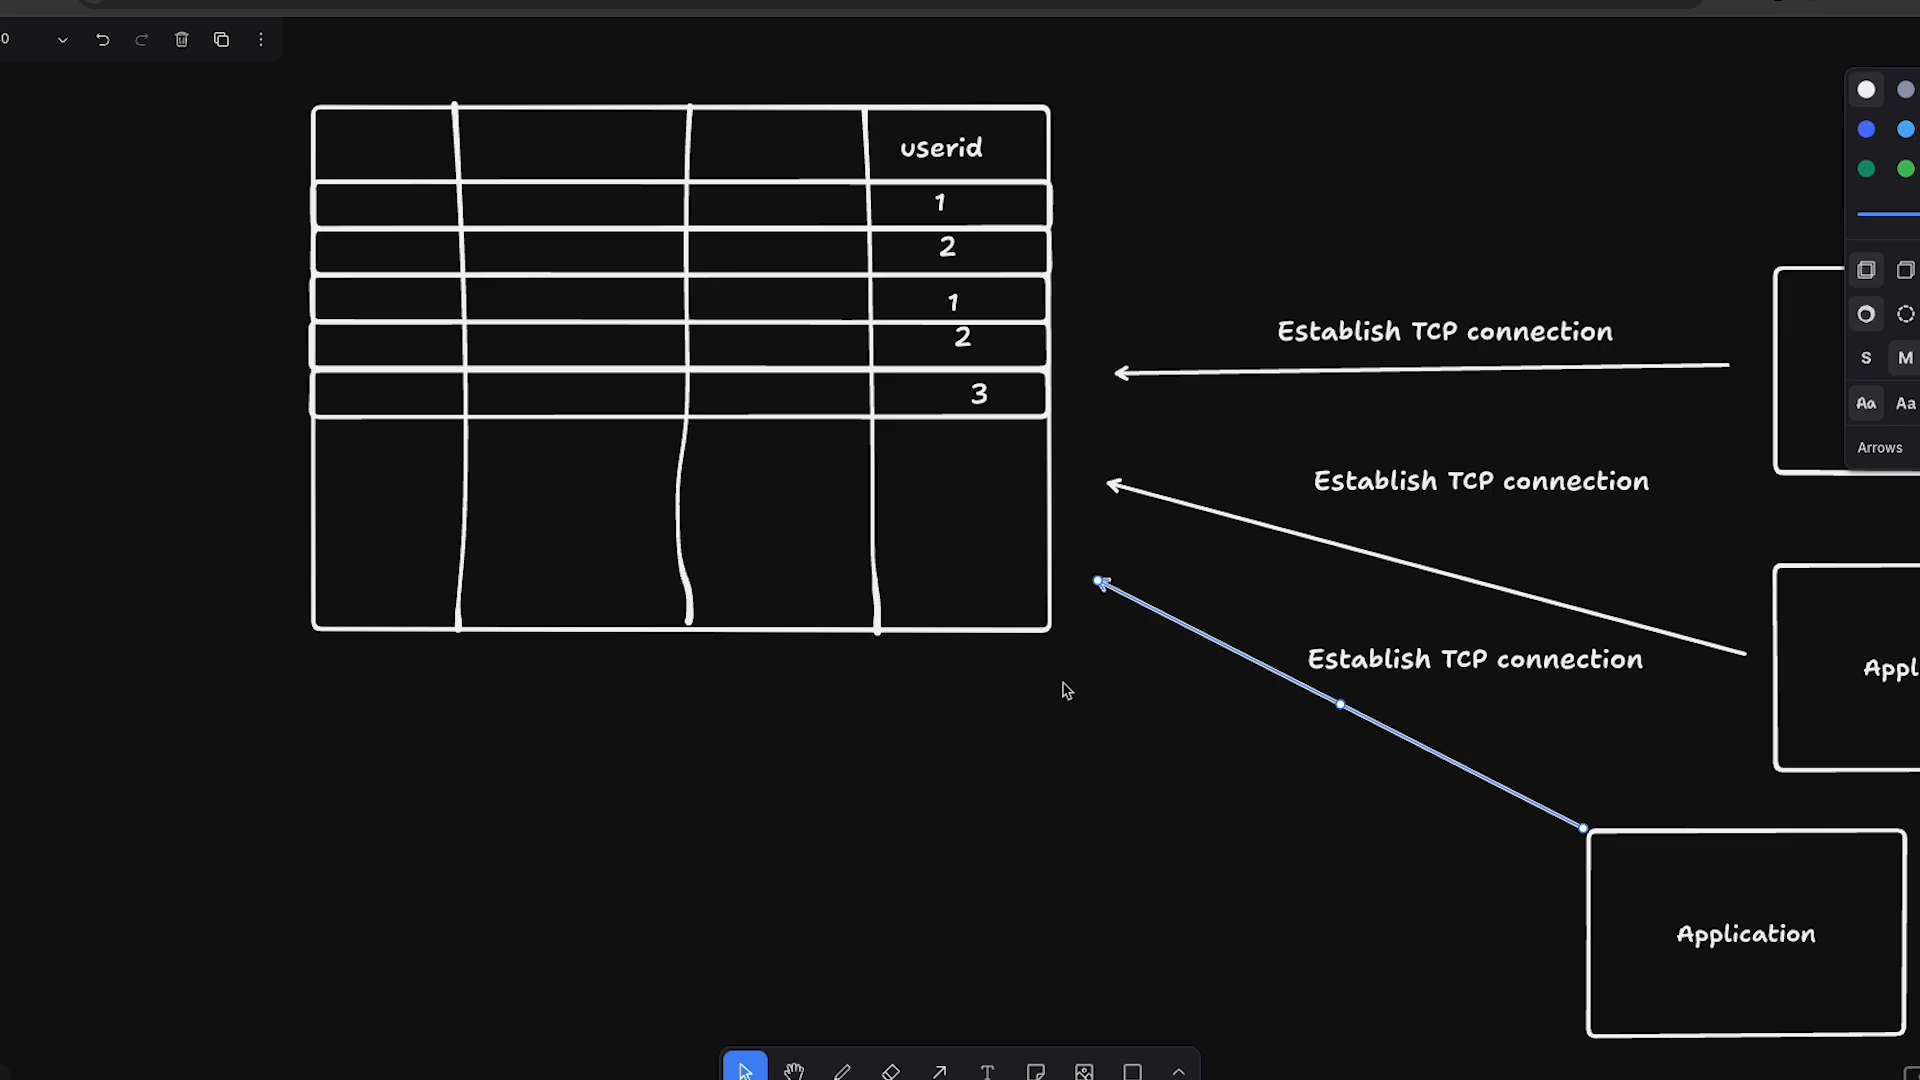 0
userid
1
2
1
2
3
Establish TCP connection
Establish TCP connection
Establish TCP connection
Appl
Application
S
M
Aa
Aa
Arrows
T